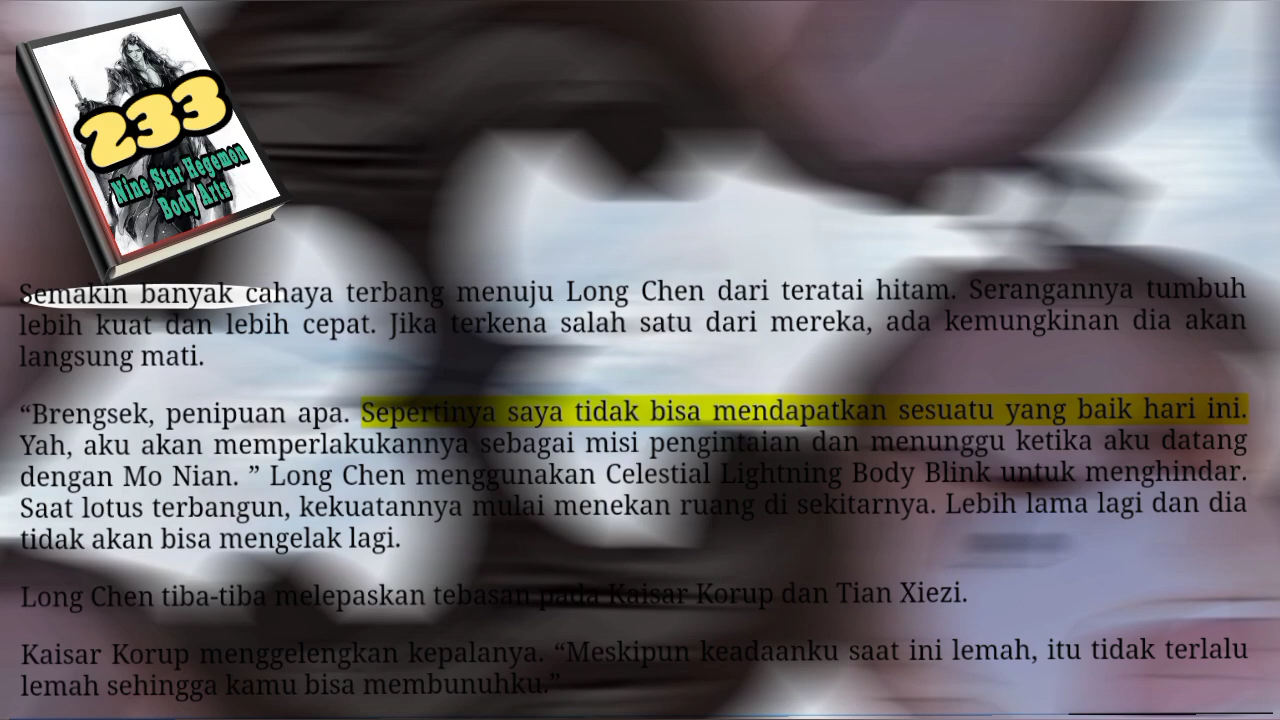 233
Nine Star Hegemon
Body Arts
Semakin banyak cahaya terbang menuju Long Chen dari teratai hitam. Serangannya tumbuh
lebih kuat dan lebih cepat. Jika terkena salah satu dari mereka, ada kemungkinan dia akan
langsung mati.
“Brengsek, penipuan apa. Sepertinya saya tidak bisa mendapatkan sesuatu yang baik hari ini.
Yah, aku akan memperlakukannya sebagai misi pengintaian dan menunggu ketika aku datang
dengan Mo Nian. ” Long Chen menggunakan Celestial Lightning Body Blink untuk menghindar.
Saat lotus terbangun, kekuatannya mulai menekan ruang di sekitarnya. Lebih lama lagi dan dia
tidak akan bisa mengelak lagi.
Long Chen tiba-tiba melepaskan tebasan pada Kaisar Korup dan Tian Xiezi.
Kaisar Korup menggelengkan kepalanya. “Meskipun keadaanku saat ini lemah, itu tidak terlalu
lemah sehingga kamu bisa membunuhku.”